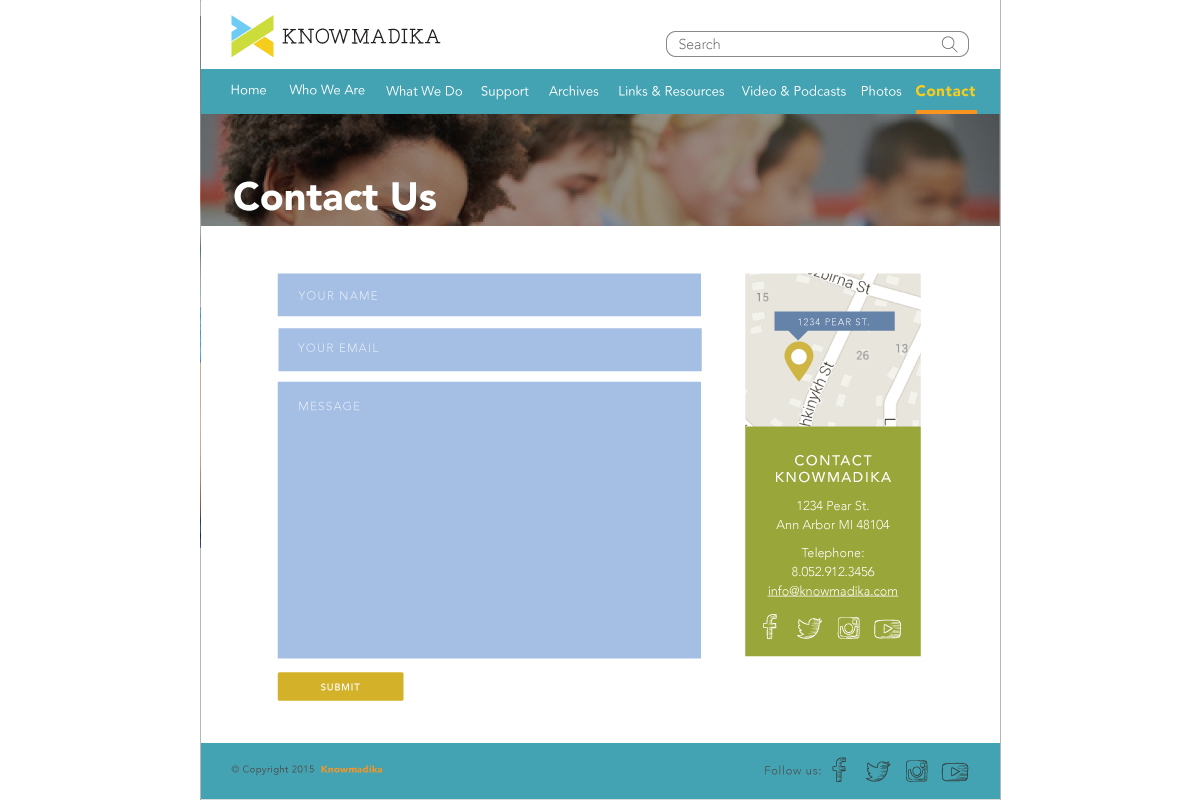 KNOWMADIKA
Search
Home Who We Are What We Do Support Archives Links & Resources Video & Podcasts Photos Contact
Contact Us
YOUR NAME
YOUR EMAIL
MESSAGE
SUBMIT
zbirna St
15
1234 PEAR ST.
13
26
hkinykh St
CONTACT
KNOWMADIKA
1234 Pear St.
Ann Arbor MI 48104
Telephone:
8.052.912.3456
info@knowmadika.com
© Copyright 2015 Knowmadika
Follow us: